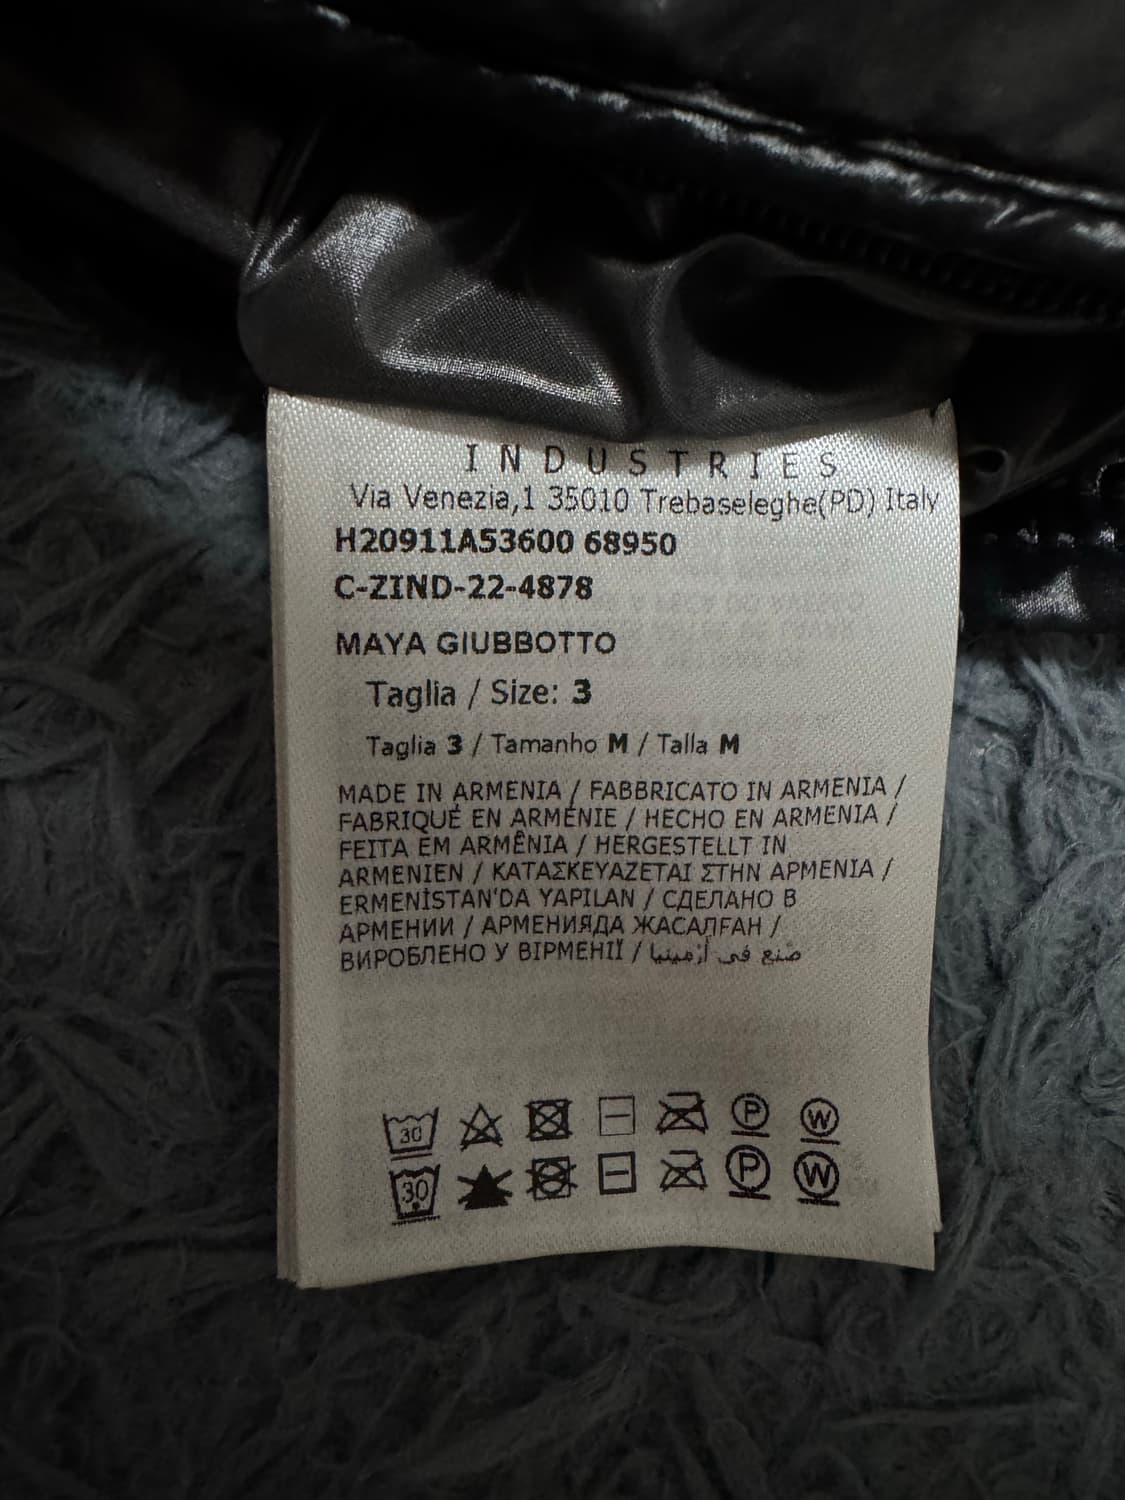 INDUSTRIES
Via Venezia,1 35010 Trebaseleghe(PD) Italy
H20911A53600 68950
C-ZIND-22-4878
MAYA GIUBBOTTO
Taglia / Size: 3
Taglia 3 / Tamanho M / Talla M
MADE IN ARMENIA / FABBRICATO IN ARMENIA /
FABRIQUÉ EN ARMÉNIE / HECHO EN ARMENIA /
FEITA EM ARMÊNIA / HERGESTELLT IN
ARMENIEN / ΚΑΤΑΣΚΕΥΑΖΕΤΑΙ ΣΤΗΝ ΑΡΜΕΝΙΑ /
ERMENİSTAN'DA YAPILAN / СДЕЛАНО В
АРМЕНИИ / АРМЕНИЯДА ЖАСАЛҒАН /
ВИРОБЛЕНО У ВІРМЕНІЇ / صنع في أرمينيا
30 P W
30 P W